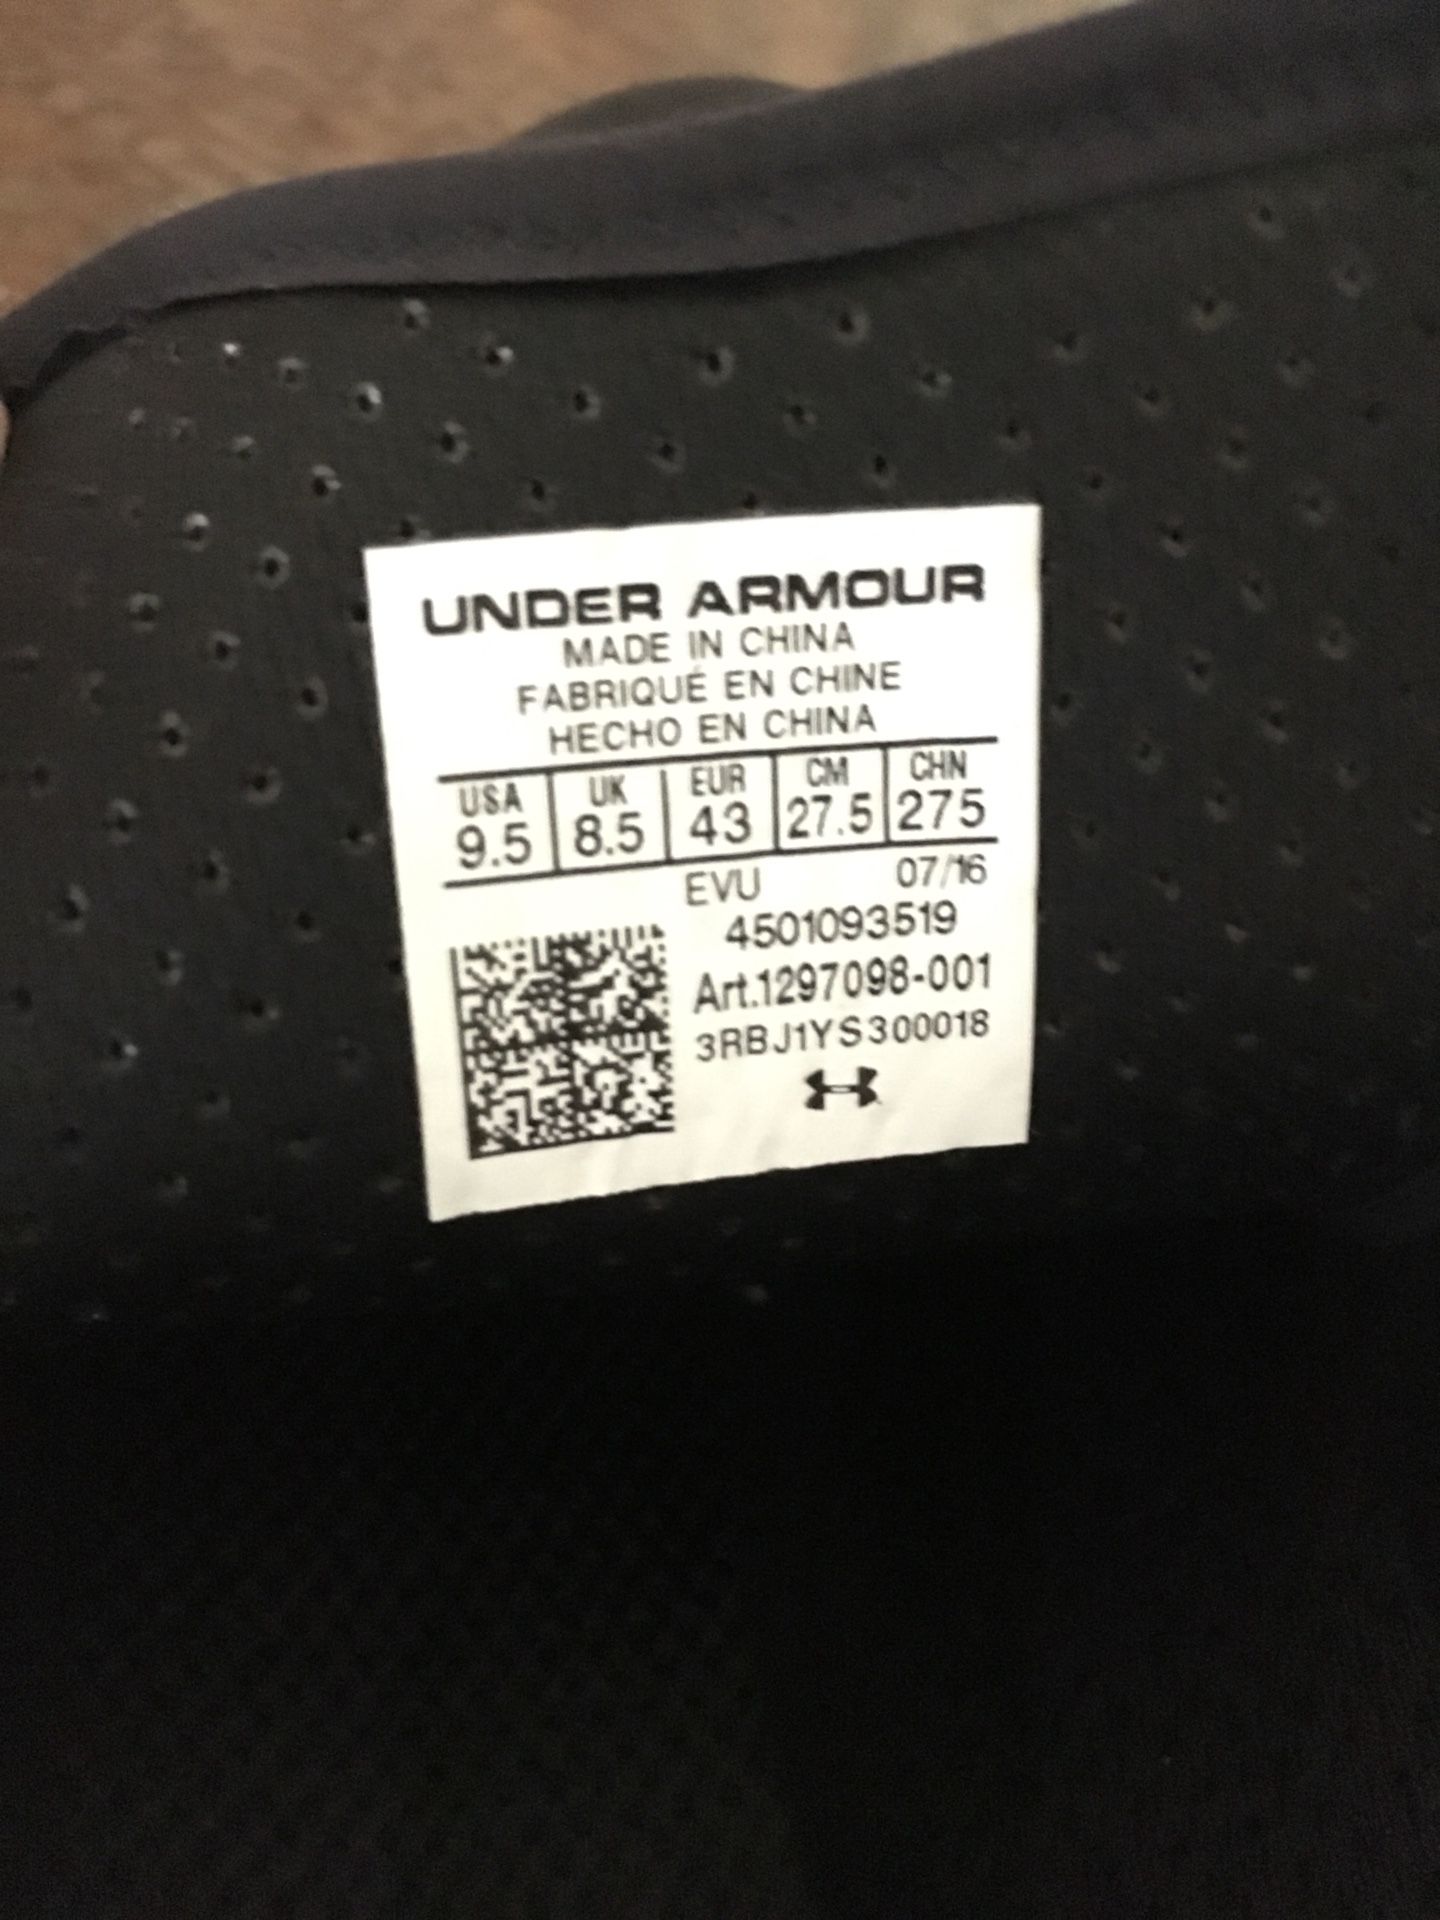 UNDER ARMOUR
MADE IN CHINA
FABRIQUÉ EN CHINE
HECHO EN CHINA
USA UK EUR CM CHN
9.5 8.5 43 27.5 275
EVU 07/16
4501093519
Art.1297098-001
3RBJ1YS300018